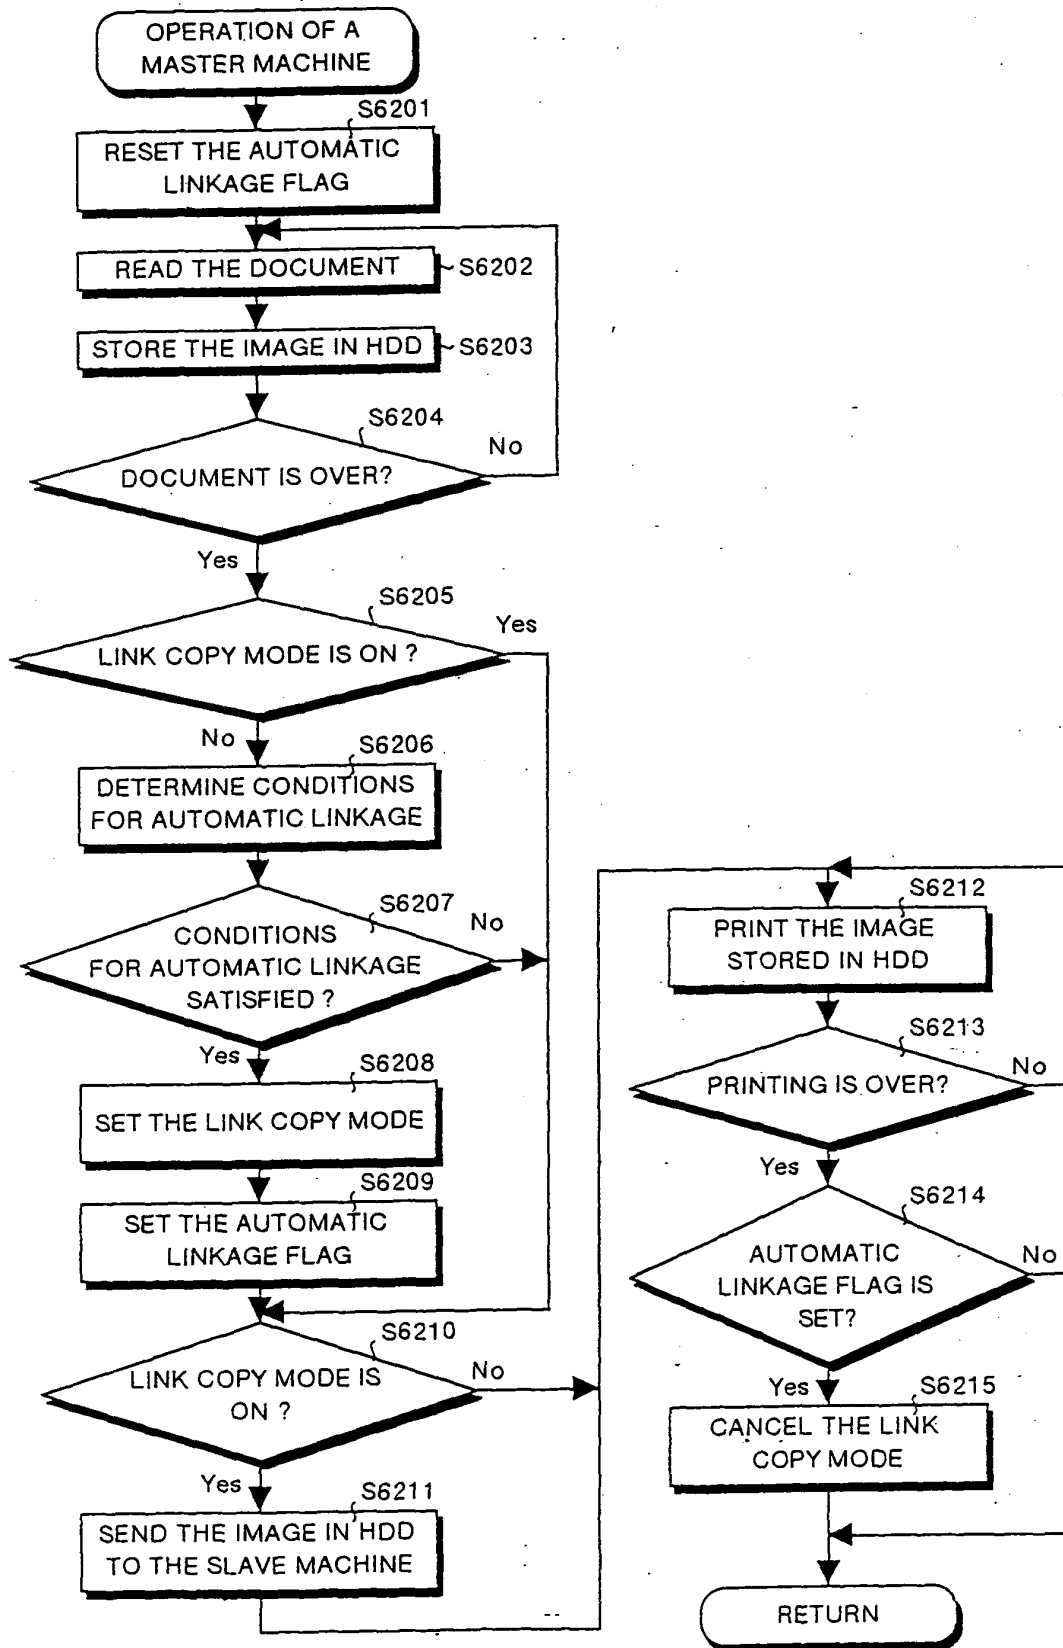 OPERATION OF A
MASTER MACHINE
S6201
RESET THE AUTOMATIC
LINKAGE FLAG
READ THE DOCUMENT
S6202
STORE THE IMAGE IN HDD
S6203
S6204
No
DOCUMENT IS OVER?
Yes
S6205
Yes
LINK COPY MODE IS ON ?
No
S6206
DETERMINE CONDITIONS
FOR AUTOMATIC LINKAGE
S6207
No
CONDITIONS
FOR AUTOMATIC LINKAGE
SATISFIED ?
Yes
S6208
SET THE LINK COPY MODE
S6209
SET THE AUTOMATIC
LINKAGE FLAG
S6210
No
LINK COPY MODE IS
ON ?
Yes
S6211
SEND THE IMAGE IN HDD
TO THE SLAVE MACHINE
S6212
PRINT THE IMAGE
STORED IN HDD
S6213
No
PRINTING IS OVER?
Yes
S6214
No
AUTOMATIC
LINKAGE FLAG IS
SET?
Yes
S6215
CANCEL THE LINK
COPY MODE
RETURN